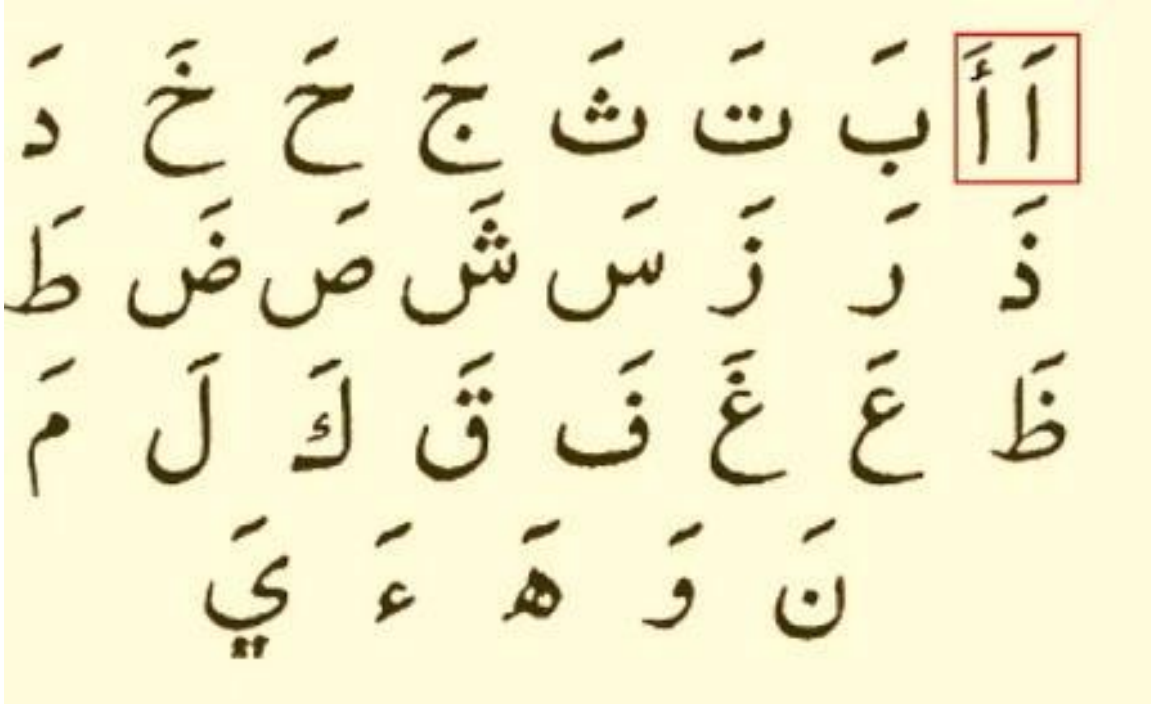 اَ أَ بَ تَ ثَ جَ حَ خَ دَ
ذَ رَ زَ سَ شَ صَ ضَ طَ
ظَ عَ غَ فَ قَ كَ لَ مَ
نَ وَ هَ ءَ يَ